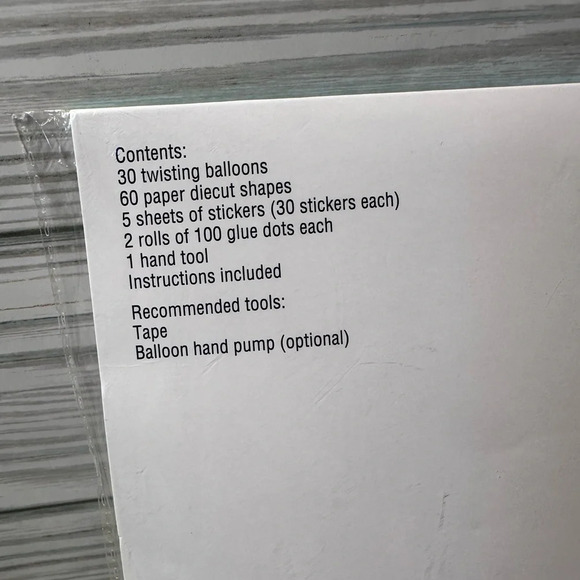 Contents:
30 twisting balloons
60 paper diecut shapes
5 sheets of stickers (30 stickers each)
2 rolls of 100 glue dots each
1 hand tool
Instructions included
Recommended tools:
Tape
Balloon hand pump (optional)